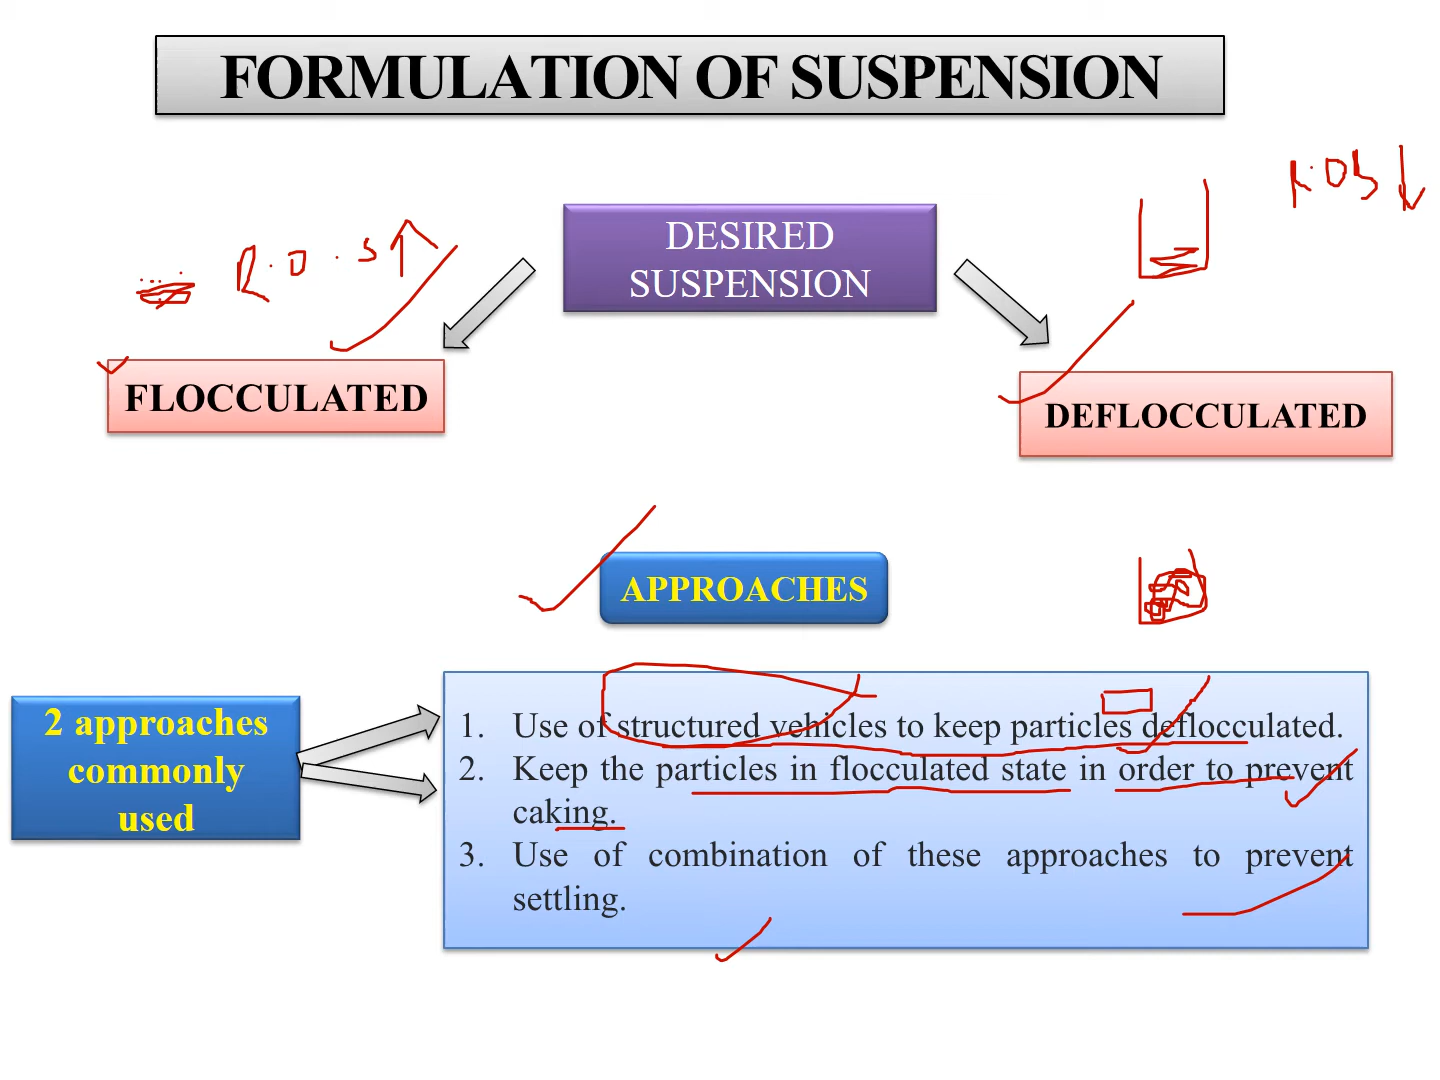 FORMULATION OF SUSPENSION
R.O.S↑
DESIRED
SUSPENSION
R.OS↓
FLOCCULATED
DEFLOCCULATED
APPROACHES
2 approaches
commonly
used
1. Use of structured vehicles to keep particles deflocculated.
2. Keep the particles in flocculated state in order to prevent
caking.
3. Use of combination of these approaches to prevent
settling.